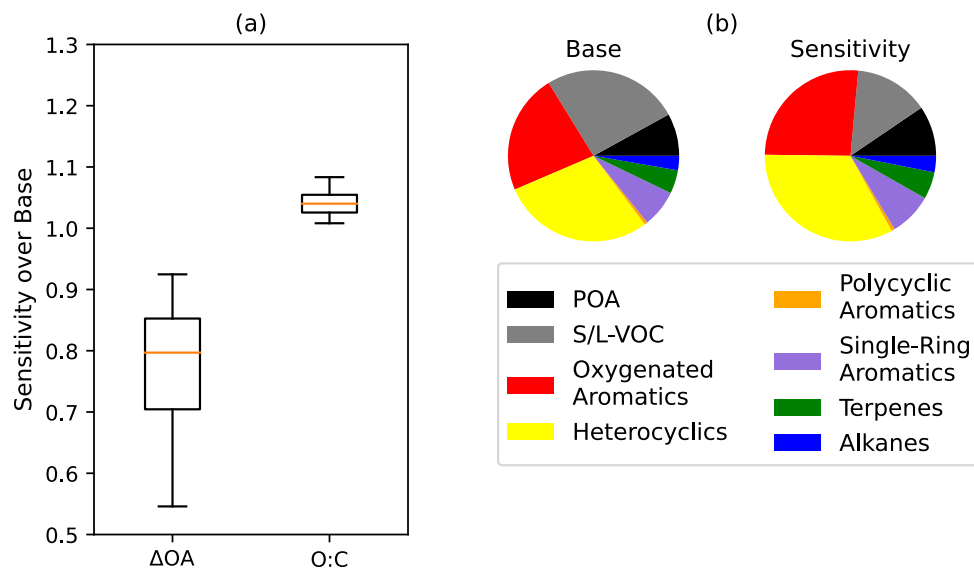 (a)
Sensitivity over Base
1.3
1.2
1.1
1.0
0.9
0.8
0.7
0.6
0.5
ΔOA
O:C
(b)
Base
Sensitivity
POA
S/L-VOC
Oxygenated
Aromatics
Heterocyclics
Polycyclic
Aromatics
Single-Ring
Aromatics
Terpenes
Alkanes